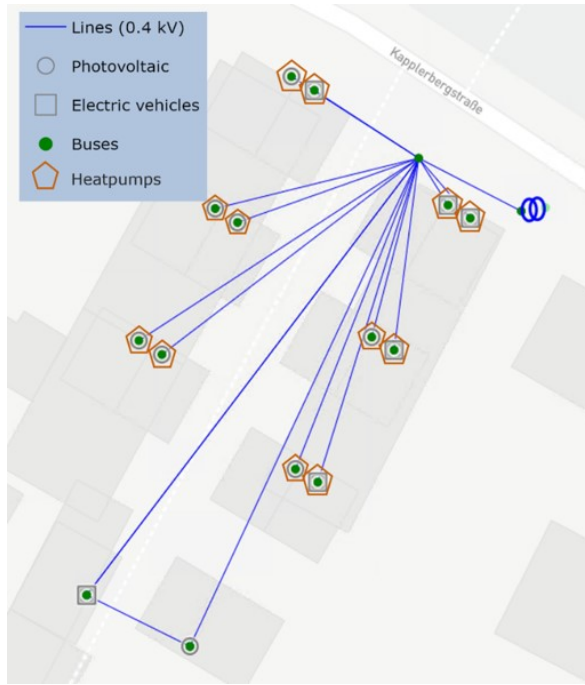 Lines (0.4 kV)
Photovoltaic
Electric vehicles
Buses
Heatpumps
Kapplerbergstraße